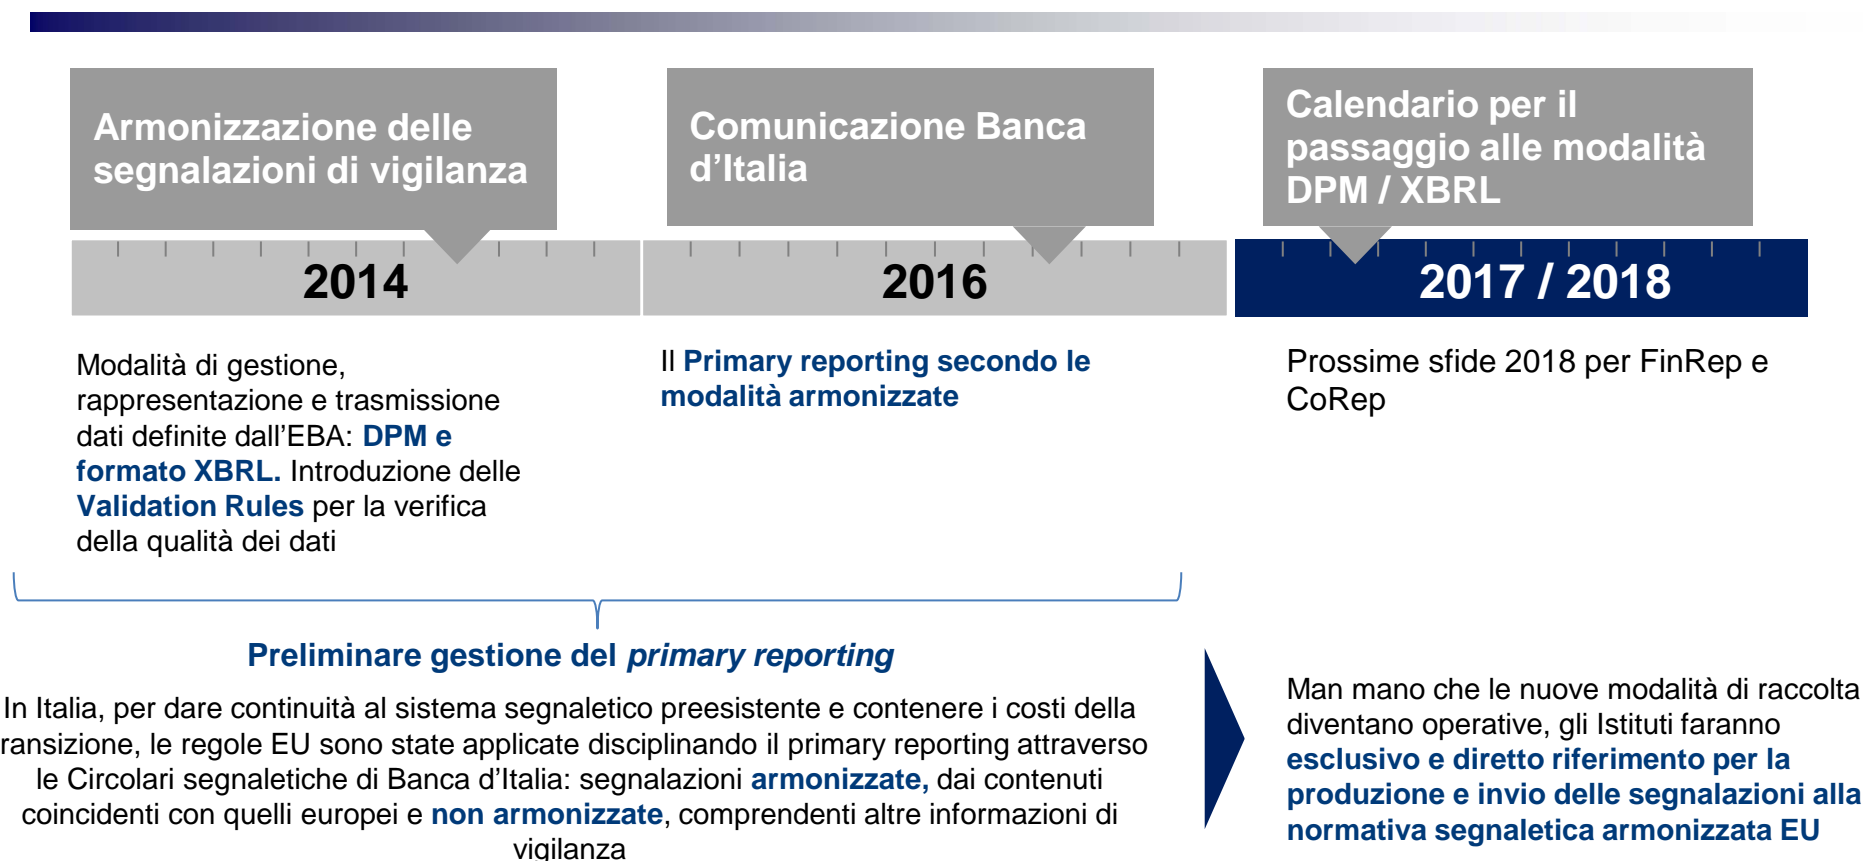 Armonizzazione delle
segnalazioni di vigilanza
Comunicazione Banca
d’Italia
Calendario per il
passaggio alle modalità
DPM / XBRL
2014
2016
2017 / 2018
Modalità di gestione,
rappresentazione e trasmissione
dati definite dall’EBA: DPM e
formato XBRL. Introduzione delle
Validation Rules per la verifica
della qualità dei dati
Il Primary reporting secondo le
modalità armonizzate
Prossime sfide 2018 per FinRep e
CoRep
Preliminare gestione del primary reporting
In Italia, per dare continuità al sistema segnaletico preesistente e contenere i costi della
ransizione, le regole EU sono state applicate disciplinando il primary reporting attraverso
le Circolari segnaletiche di Banca d’Italia: segnalazioni armonizzate, dai contenuti
coincidenti con quelli europei e non armonizzate, comprendenti altre informazioni di
vigilanza
Man mano che le nuove modalità di raccolta
diventano operative, gli Istituti faranno
esclusivo e diretto riferimento per la
produzione e invio delle segnalazioni alla
normativa segnaletica armonizzata EU